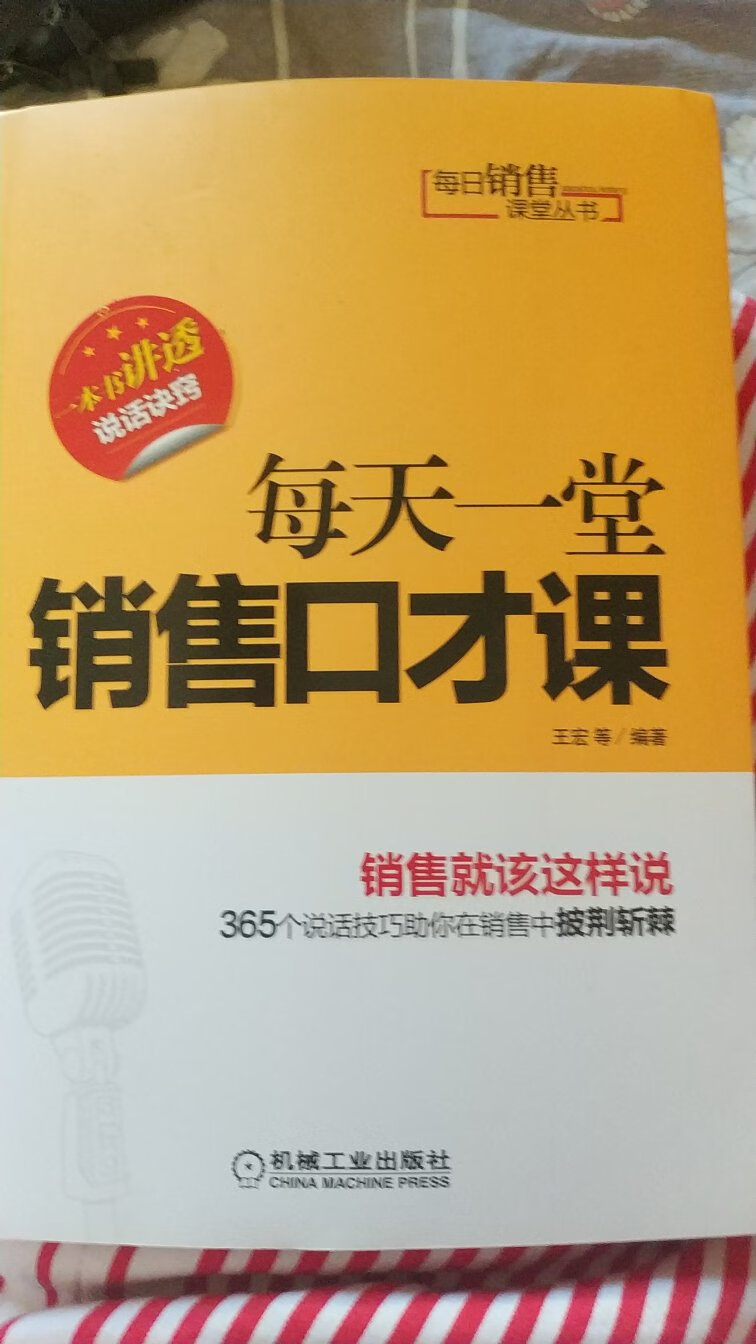 每日销售
课堂丛书
一本书讲透
说话诀窍
每天一堂
销售口才课
王宏 等/编著
销售就该这样说
365个说话技巧助你在销售中披荆斩棘
机械工业出版社
CHINA MACHINE PRESS